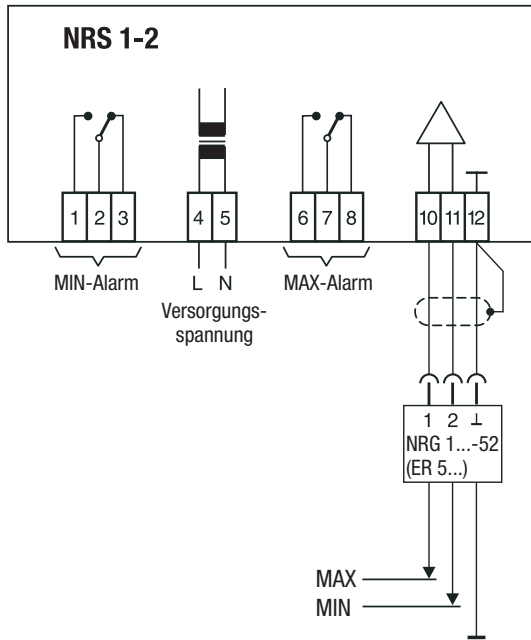 NRS 1-2
1 2 3 4 5 6 7 8 10 11 12
MIN-Alarm
L N
MAX-Alarm
Versorgungs-
spannung
1 2 ⊥
NRG 1...-52
(ER 5...)
MAX
MIN